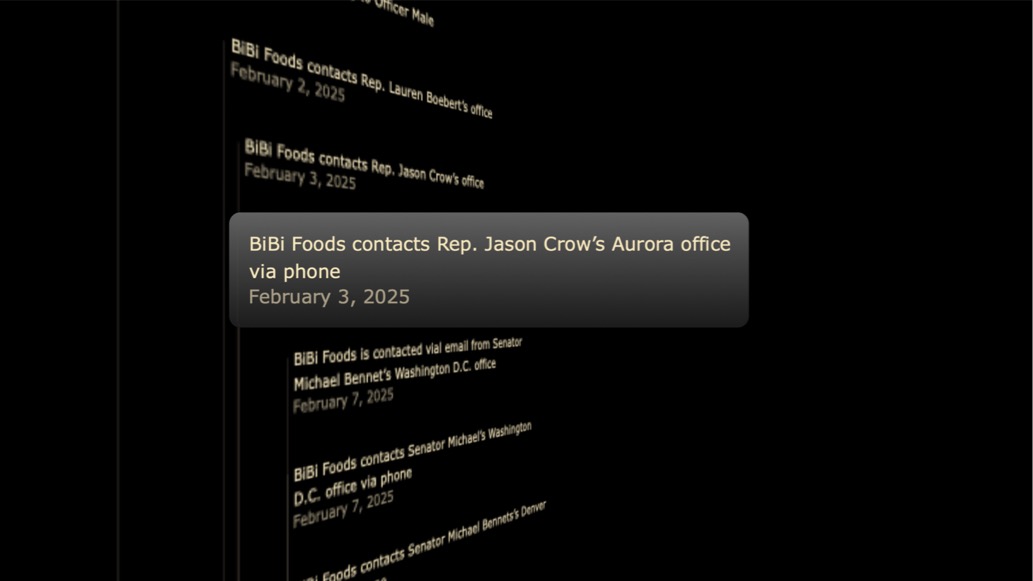 Officer Male
BiBi Foods contacts Rep. Lauren Boebert's office
February 2, 2025
BiBi Foods contacts Rep. Jason Crow's office
February 3, 2025
BiBi Foods contacts Rep. Jason Crow’s Aurora office
via phone
February 3, 2025
BiBi Foods is contacted vial email from Senator
Michael Bennet's Washington D.C. office
February 7, 2025
BiBi Foods contacts Senator Michael's Washington
D.C. office via phone
February 7, 2025
Foods contacts Senator Michael Bennets's Denver